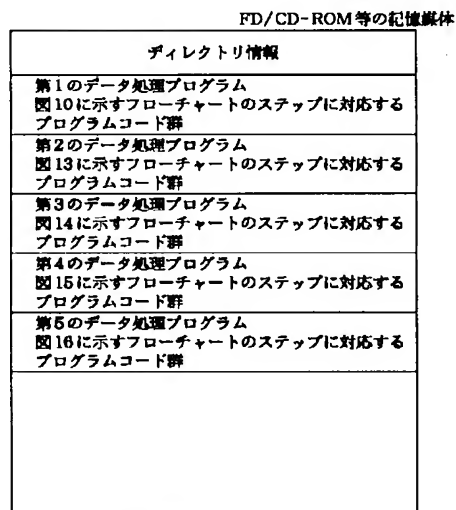 FD/CD-ROM等の記憶媒体
ディレクトリ情報
第1のデータ処理プログラム
図10に示すフローチャートのステップに対応する
プログラムコード群
第2のデータ処理プログラム
図13に示すフローチャートのステップに対応する
プログラムコード群
第3のデータ処理プログラム
図14に示すフローチャートのステップに対応する
プログラムコード群
第4のデータ処理プログラム
図15に示すフローチャートのステップに対応する
プログラムコード群
第5のデータ処理プログラム
図16に示すフローチャートのステップに対応する
プログラムコード群